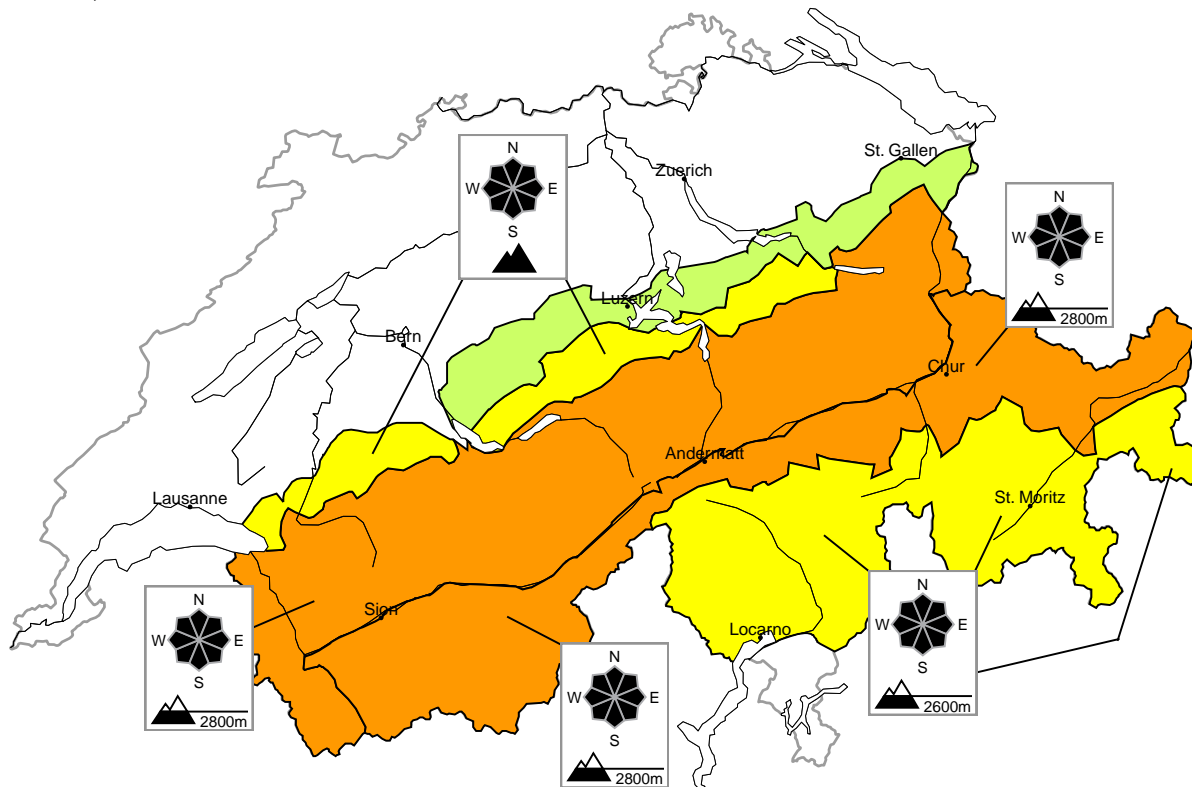 N
St. Gallen
Zuerich
W E
S
N
W E
S
2800m
Luzern
Bern
Chur
Andermatt
Lausanne
St. Moritz
N
W E
S
2800m
Sion
N
W E
S
2600m
Locarno
N
W E
S
2800m